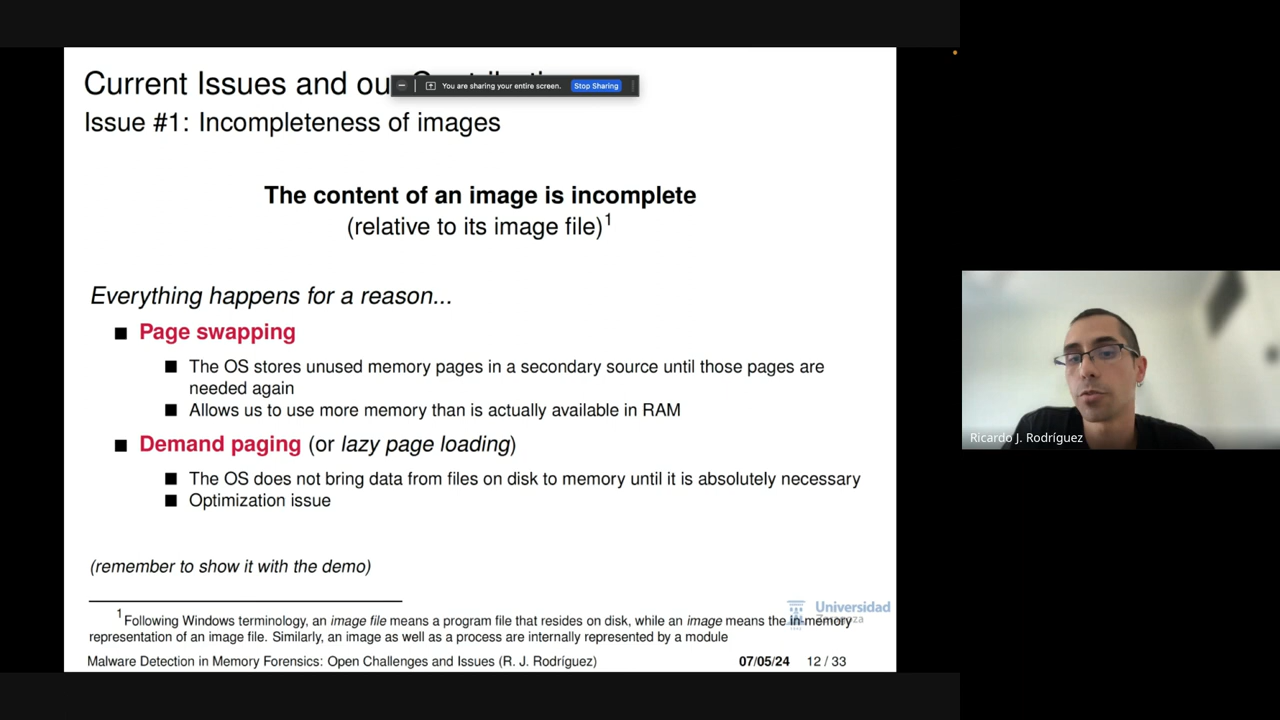 Current Issues and ou
You are sharing your entire screen. Stop Sharing
Issue #1: Incompleteness of images
The content of an image is incomplete
(relative to its image file)1
Everything happens for a reason...
■ Page swapping
■ The OS stores unused memory pages in a secondary source until those pages are
needed again
■ Allows us to use more memory than is actually available in RAM
■ Demand paging (or lazy page loading)
■ The OS does not bring data from files on disk to memory until it is absolutely necessary
■ Optimization issue
(remember to show it with the demo)
1 Following Windows terminology, an image file means a program file that resides on disk, while an image means the in-memory
representation of an image file. Similarly, an image as well as a process are internally represented by a module
Universidad
Zaragoza
Malware Detection in Memory Forensics: Open Challenges and Issues (R. J. Rodríguez) 07/05/24 12 / 33
Ricardo J. Rodríguez